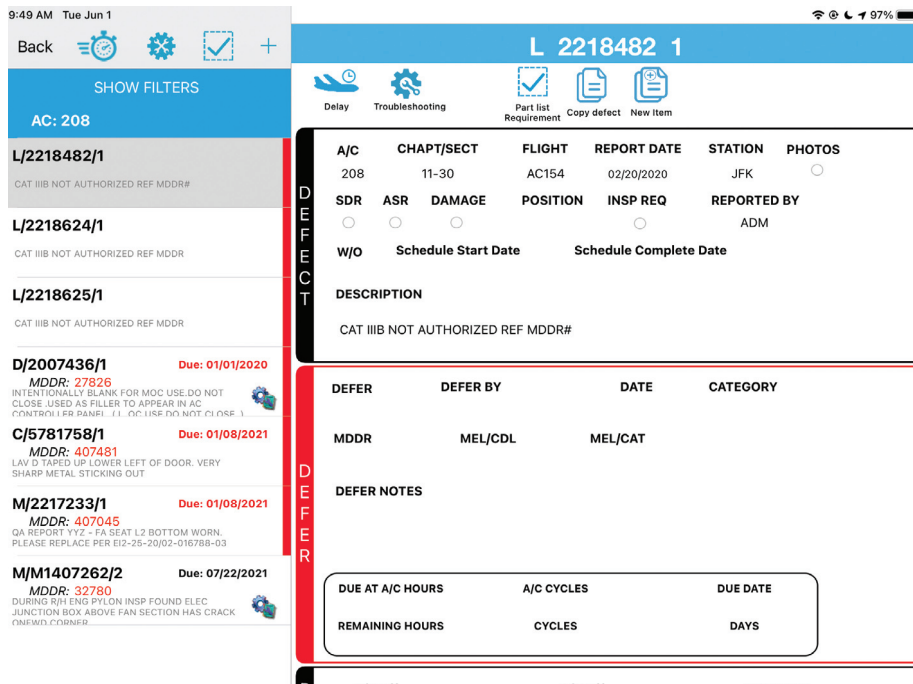 9:49 AM Tue Jun 1
97%
Back
SHOW FILTERS
AC: 208
L/2218482/1
CAT IIIB NOT AUTHORIZED REF MDDR#
L/2218624/1
CAT IIIB NOT AUTHORIZED REF MDDR
L/2218625/1
CAT IIIB NOT AUTHORIZED REF MDDR
D/2007436/1 Due: 01/01/2020
MDDR: 27826
INTENTIONALLY BLANK FOR MOC USE.DO NOT
CLOSE .USED AS FILLER TO APPEAR IN AC
CONTROLLER PANEL. ( L. OC USE DO NOT CLOSE. )
C/5781758/1 Due: 01/08/2021
MDDR: 407481
LAV D TAPED UP LOWER LEFT OF DOOR. VERY
SHARP METAL STICKING OUT
M/2217233/1 Due: 01/08/2021
MDDR: 407045
QA REPORT YYZ - FA SEAT L2 BOTTOM WORN.
PLEASE REPLACE PER EI2-25-20/02-016788-03
M/M1407262/2 Due: 07/22/2021
MDDR: 32780
DURING R/H ENG PYLON INSP FOUND ELEC
JUNCTION BOX ABOVE FAN SECTION HAS CRACK
ONEWD CORNER
L 2218482 1
Delay Troubleshooting Part list Requirement Copy defect New Item
DEFECT
A/C CHAPT/SECT FLIGHT REPORT DATE STATION PHOTOS
208 11-30 AC154 02/20/2020 JFK
SDR ASR DAMAGE POSITION INSP REQ REPORTED BY
ADM
W/O Schedule Start Date Schedule Complete Date
DESCRIPTION
CAT IIIB NOT AUTHORIZED REF MDDR#
DEFER
DEFER DEFER BY DATE CATEGORY
MDDR MEL/CDL MEL/CAT
DEFER NOTES
DUE AT A/C HOURS A/C CYCLES DUE DATE
REMAINING HOURS CYCLES DAYS